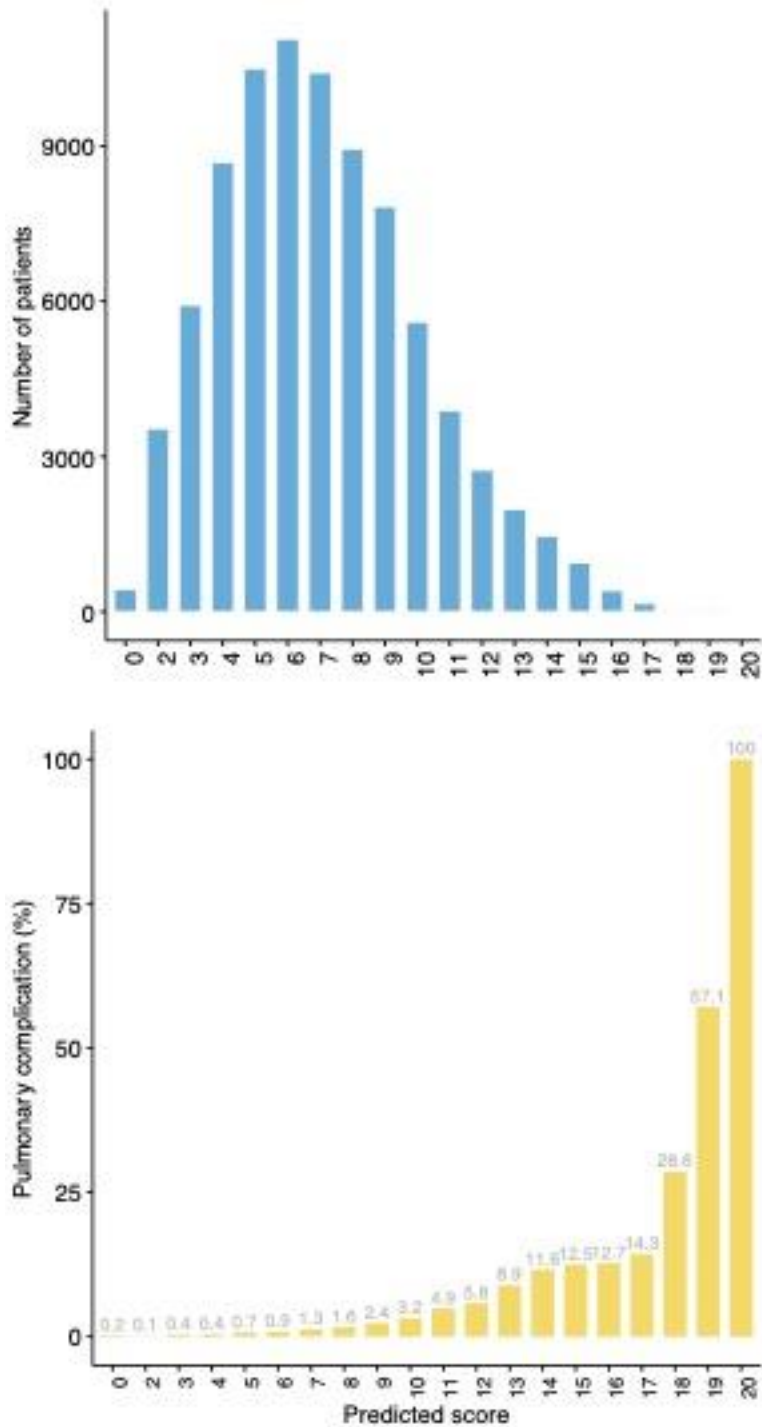 Number of patients
9000
6000
3000
0
0 2 3 4 5 6 7 8 9 10 11 12 13 14 15 16 17 18 19 20
Pulmonary complication (%)
100
75
50
25
0
0.2 0.1 0.4 0.4 0.7 0.9 1.3 1.6 2.4 3.2 4.9 5.8 8.9 11.6 12.5 12.7 14.3 28.6 57.1 100
0 2 3 4 5 6 7 8 9 10 11 12 13 14 15 16 17 18 19 20
Predicted score